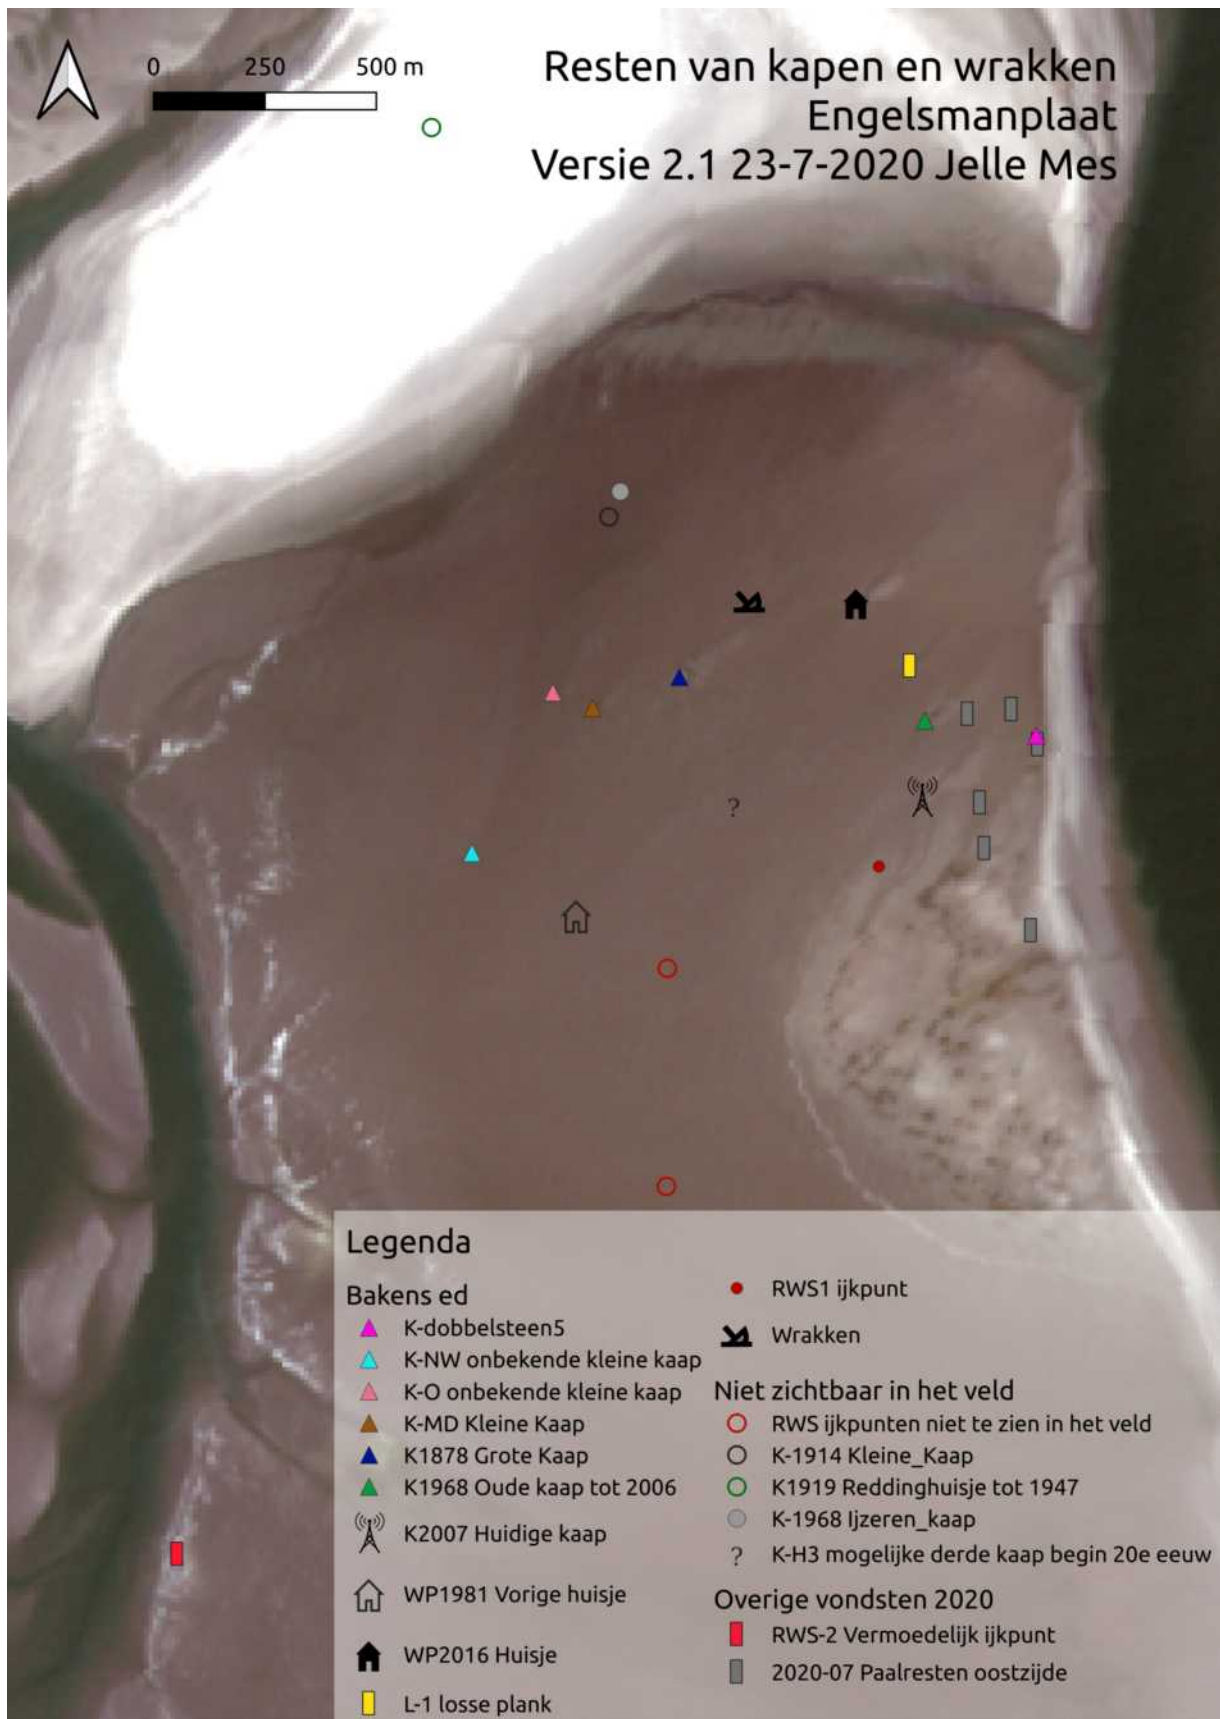 0 250 500 m
Resten van kapen en wrakken
Engelsmanplaat
Versie 2.1 23-7-2020 Jelle Mes
?
Legenda
Bakens ed
K-dobbelsteen5
K-NW onbekende kleine kaap
K-O onbekende kleine kaap
K-MD Kleine Kaap
K1878 Grote Kaap
K1968 Oude kaap tot 2006
K2007 Huidige kaap
WP1981 Vorige huisje
WP2016 Huisje
L-1 losse plank
RWS1 ijkpunt
Wrakken
Niet zichtbaar in het veld
RWS ijkpunten niet te zien in het veld
K-1914 Kleine_Kaap
K1919 Reddinghuisje tot 1947
K-1968 Ijzeren_kaap
? K-H3 mogelijke derde kaap begin 20e eeuw
Overige vondsten 2020
RWS-2 Vermoedelijk ijkpunt
2020-07 Paalresten oostzijde